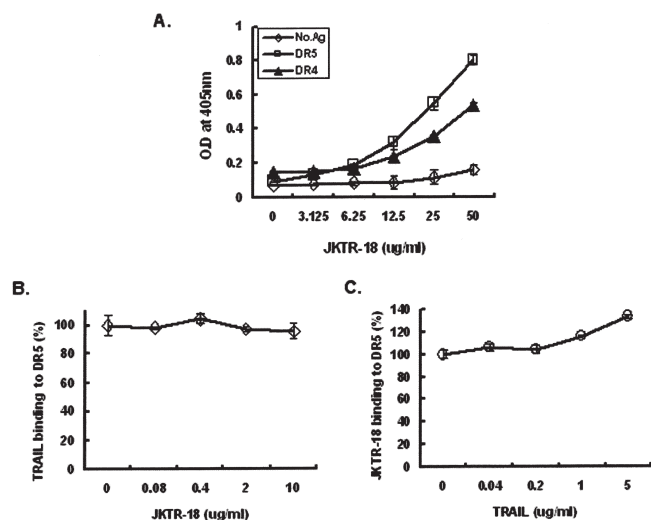 A.
No.Ag
DR5
DR4
O.D at 405nm
1
0.8
0.6
0.4
0.2
0
0 3.125 6.25 12.5 25 50
JKTR-18 (ug/ml)
B.
TRAIL binding to DR5 (%)
100
80
60
40
20
0
0 0.08 0.4 2 10
JKTR-18 (ug/ml)
C.
JKTR-18 binding to DR5 (%)
140
120
100
80
60
40
20
0
0 0.04 0.2 1 5
TRAIL (ug/ml)